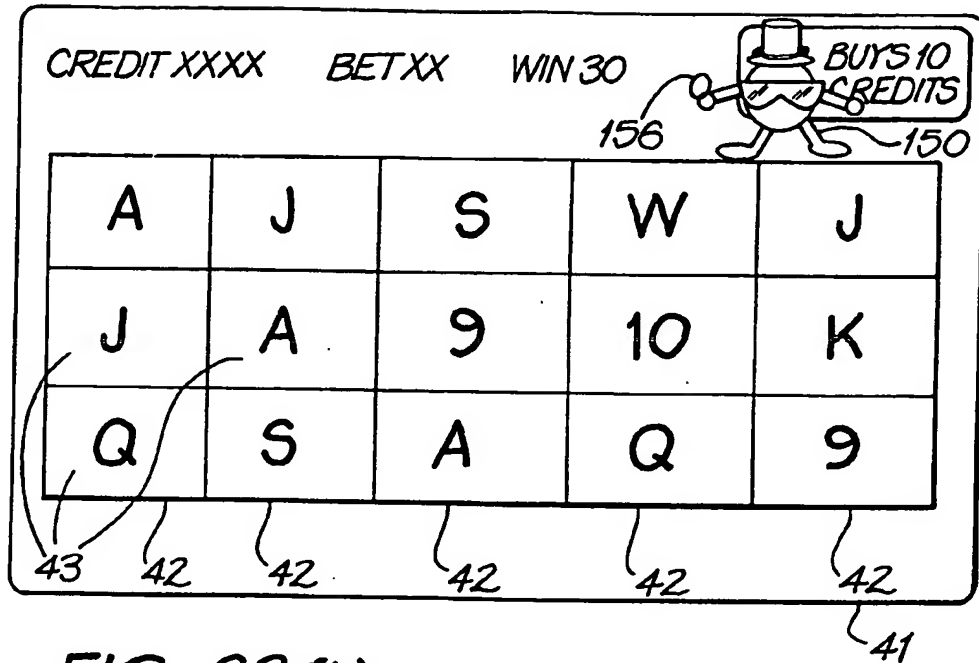 CREDIT XXXX BET XX WIN 30 BUYS 10
CREDITS
156 150
A J S W J
J A 9 10 K
Q S A Q 9
43 42 42 42 42 42
41